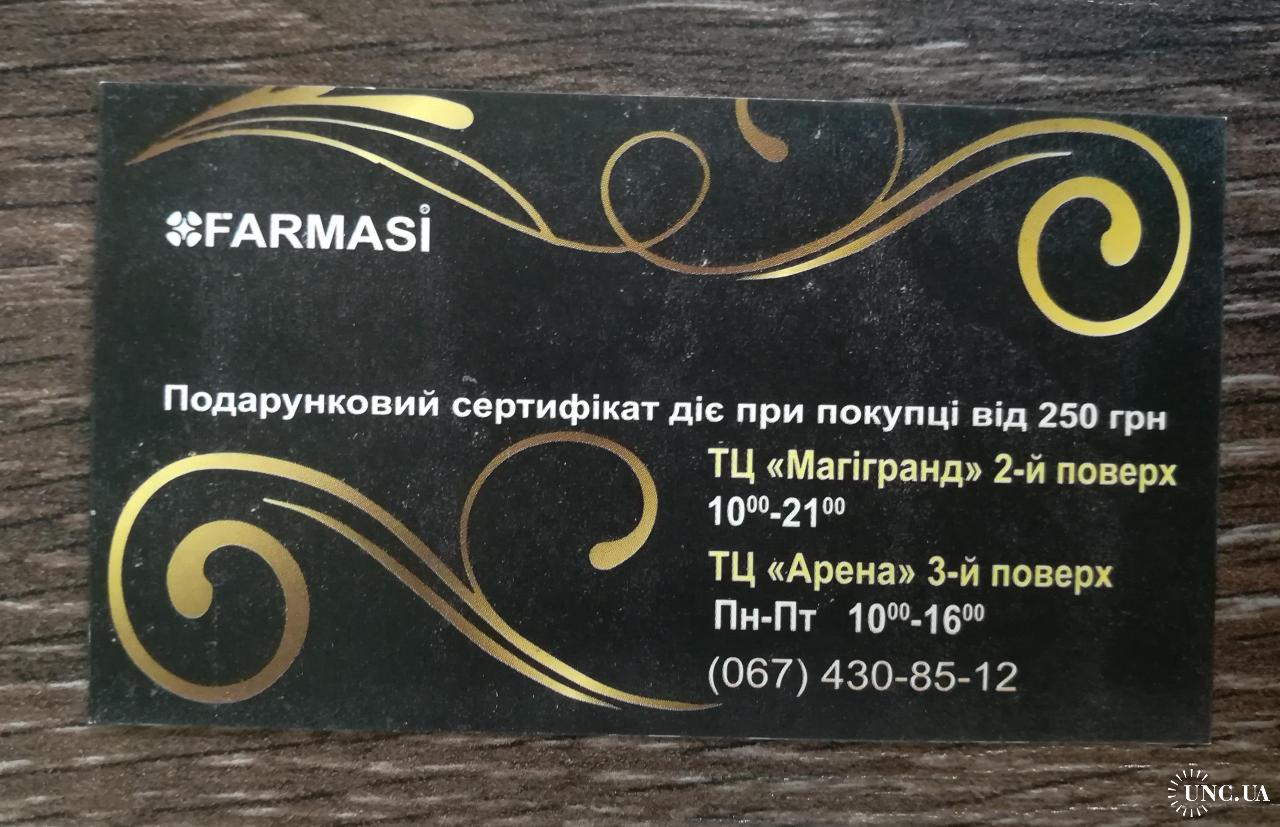 FARMASi
Подарунковий сертифікат діє при покупці від 250 грн
ТЦ «Магігранд» 2-й поверх
10⁰⁰-21⁰⁰
ТЦ «Арена» 3-й поверх
Пн-Пт 10⁰⁰-16⁰⁰
(067) 430-85-12
UNC.UA